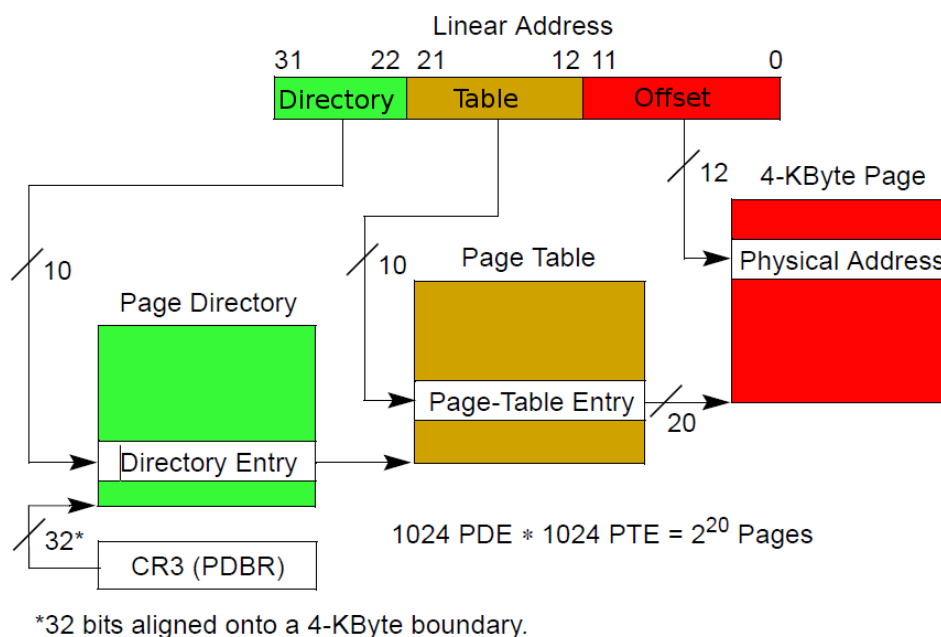 Linear Address
31 22 21 12 11 0
Directory Table Offset
12
4-KByte Page
10
10
Page Table
Physical Address
Page Directory
Page-Table Entry
20
Directory Entry
32*
1024 PDE * 1024 PTE = 2^20 Pages
CR3 (PDBR)
*32 bits aligned onto a 4-KByte boundary.